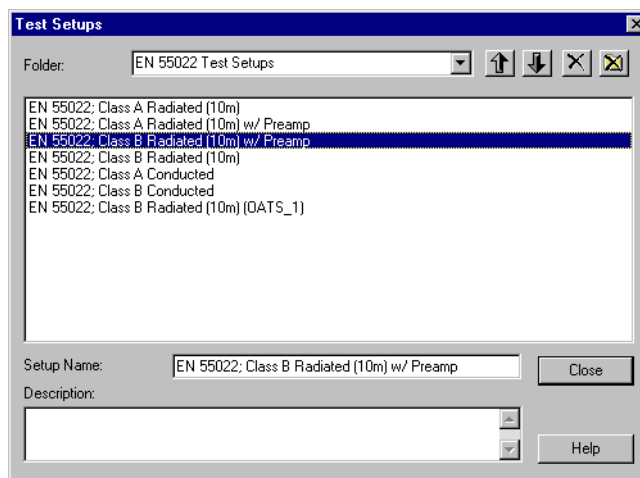 Test Setups
Folder:
EN 55022 Test Setups
EN 55022; Class A Radiated (10m)
EN 55022; Class A Radiated (10m) w/ Preamp
EN 55022; Class B Radiated (10m) w/ Preamp
EN 55022; Class B Radiated (10m)
EN 55022; Class A Conducted
EN 55022; Class B Conducted
EN 55022; Class B Radiated (10m) (OATS_1)
Setup Name:
EN 55022; Class B Radiated (10m) w/ Preamp
Close
Description:
Help